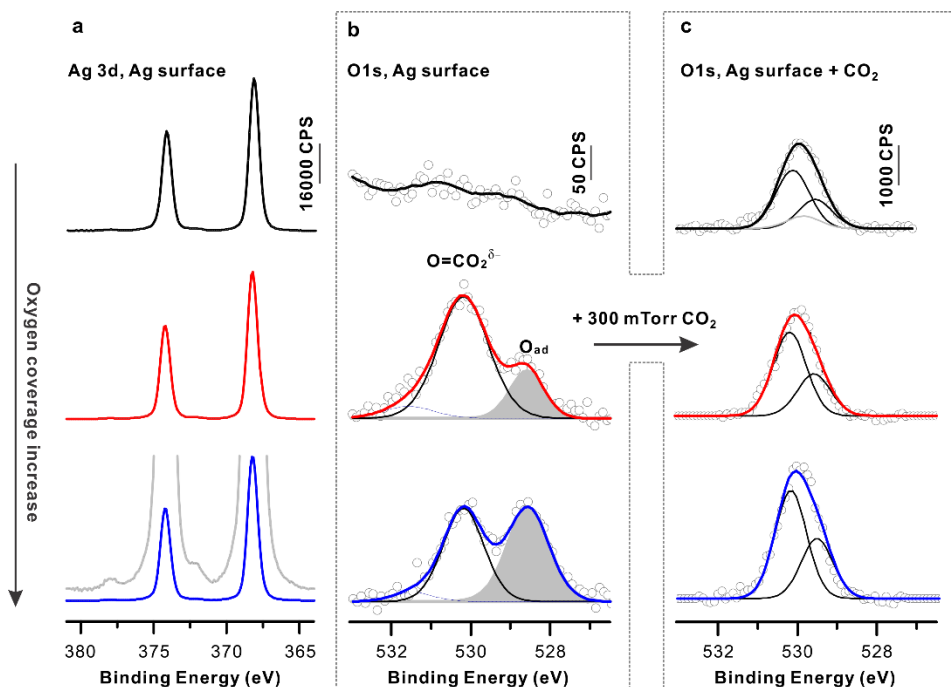 a
Ag 3d, Ag surface
16000 CPS
b
O1s, Ag surface
50 CPS
c
O1s, Ag surface + CO₂
1000 CPS
Oxygen coverage increase
O=CO₂^δ−
O_ad
+ 300 mTorr CO₂
380 375 370 365
Binding Energy (eV)
532 530 528
Binding Energy (eV)
532 530 528
Binding Energy (eV)